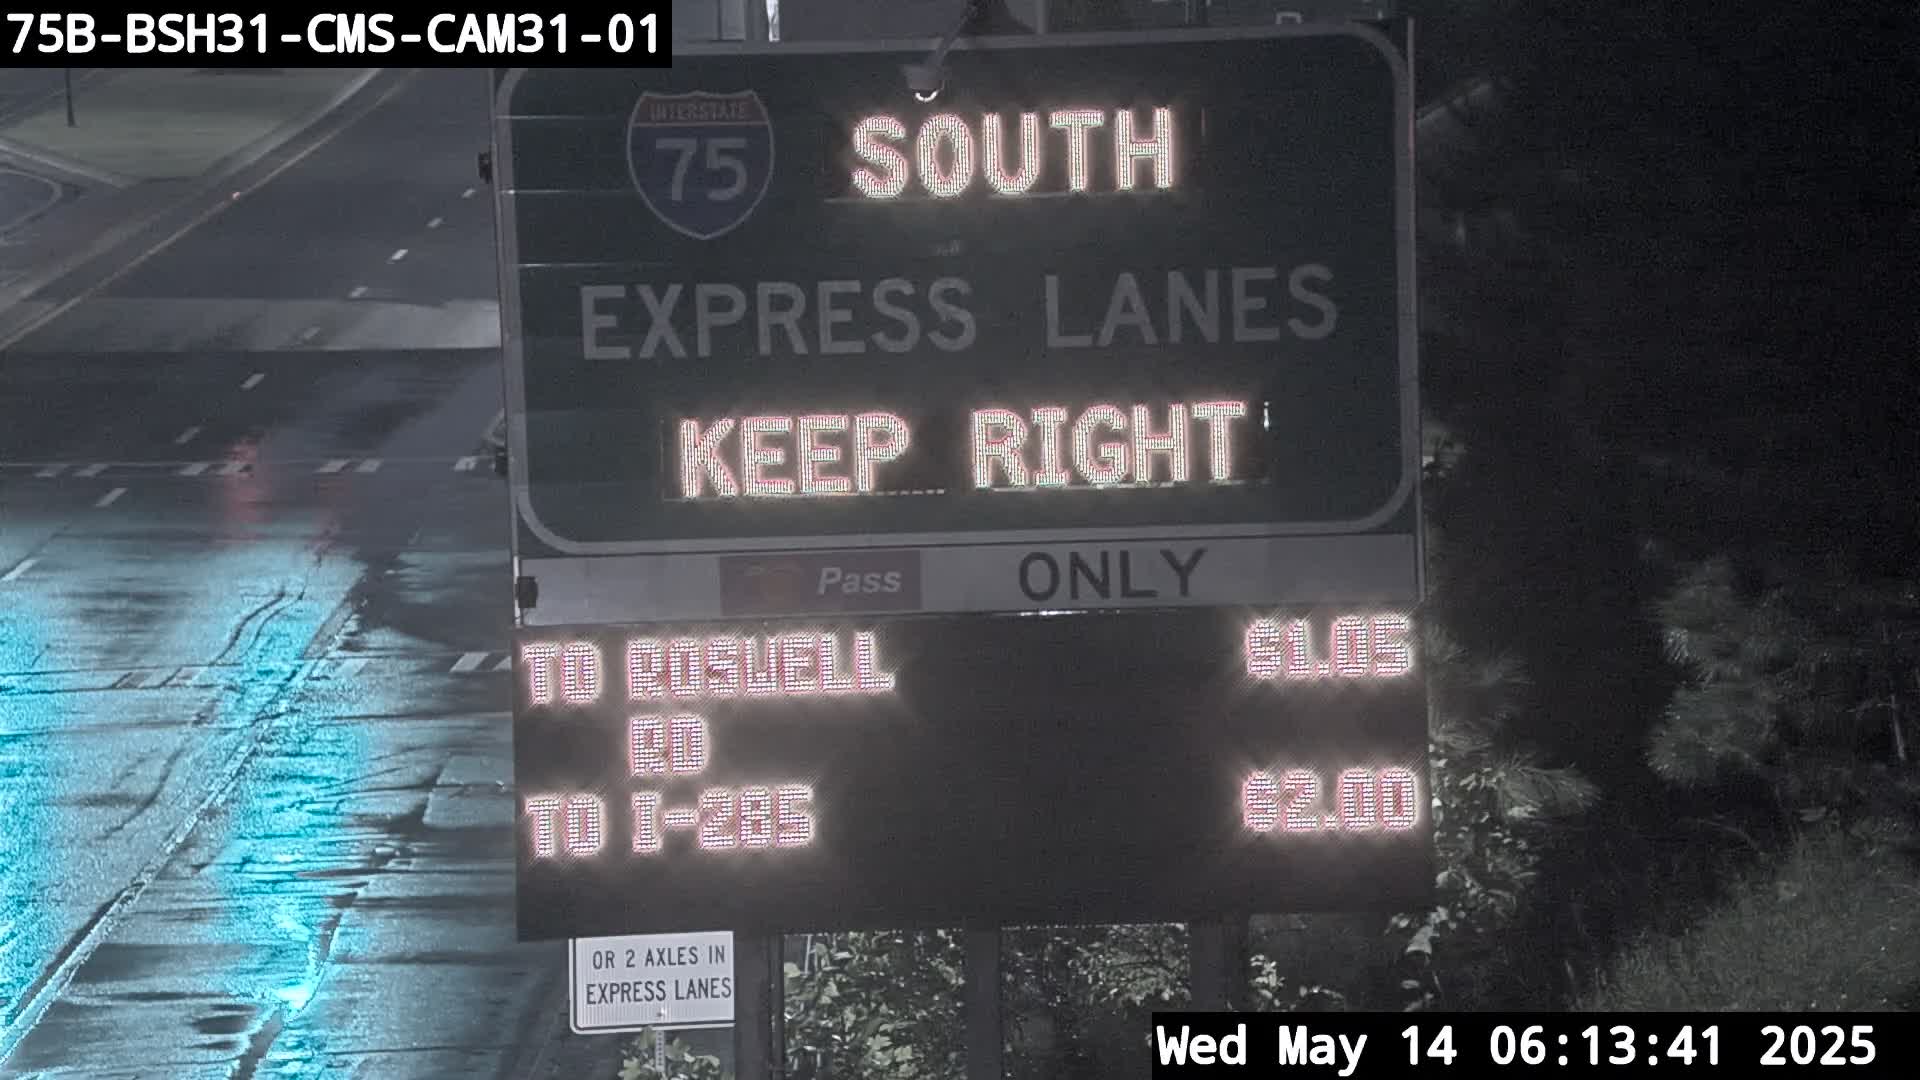 75B-BSH31-CMS-CAM31-01
INTERSTATE
75
SOUTH
EXPRESS LANES
KEEP RIGHT
Pass ONLY
TO ROSWELL $1.05
RD
TO I-285 $2.00
OR 2 AXLES IN
EXPRESS LANES
Wed May 14 06:13:41 2025